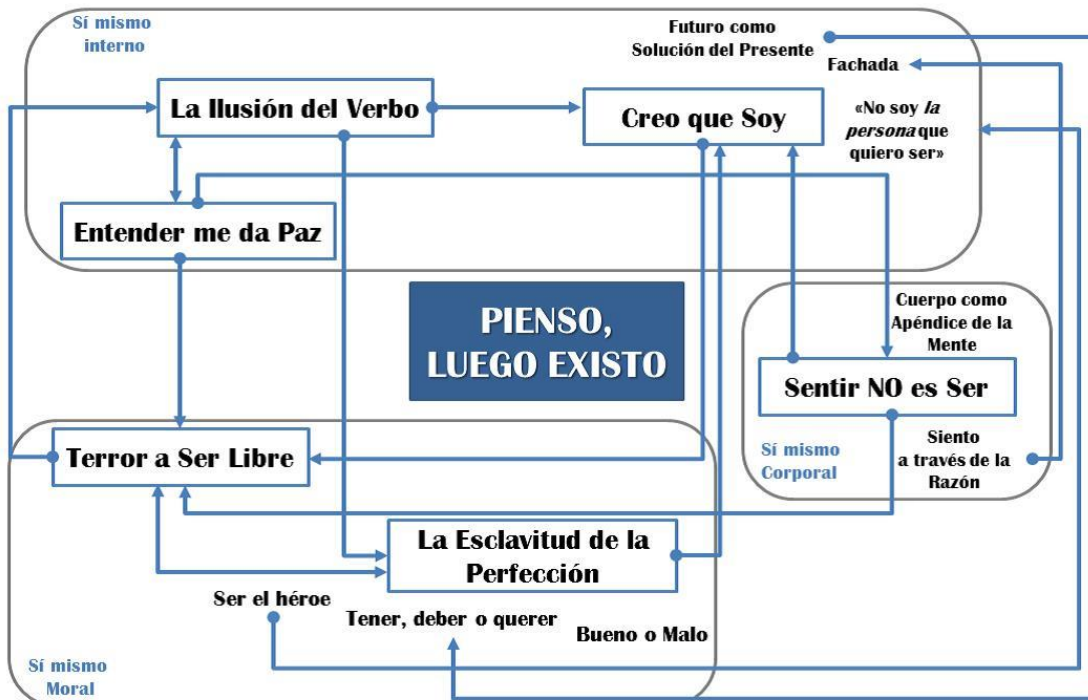 Sí mismo
interno
Futuro como
Solución del Presente
Fachada
La Ilusión del Verbo
Creo que Soy
«No soy la
persona que
quiero ser»
Entender me da Paz
PIENSO,
LUEGO EXISTO
Cuerpo como
Apéndice de la
Mente
Sentir NO es Ser
Sí mismo
Corporal
Siento
a través de la
Razón
Terror a Ser Libre
La Esclavitud de la
Perfección
Ser el héroe
Tener, deber o querer
Bueno o Malo
Sí mismo
Moral